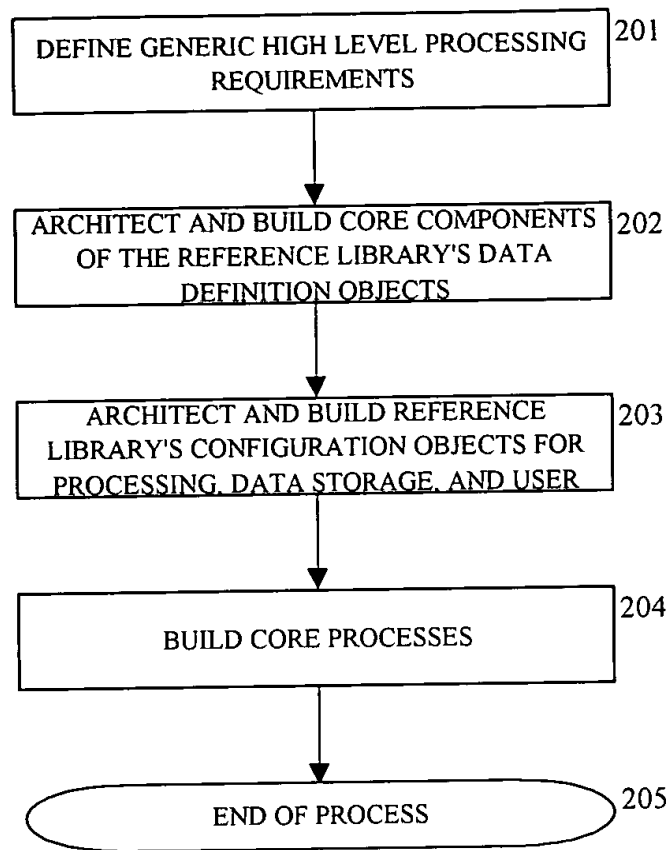 DEFINE GENERIC HIGH LEVEL PROCESSING
REQUIREMENTS
201
ARCHITECT AND BUILD CORE COMPONENTS
OF THE REFERENCE LIBRARY'S DATA
DEFINITION OBJECTS
202
ARCHITECT AND BUILD REFERENCE
LIBRARY'S CONFIGURATION OBJECTS FOR
PROCESSING, DATA STORAGE, AND USER
203
BUILD CORE PROCESSES
204
END OF PROCESS
205